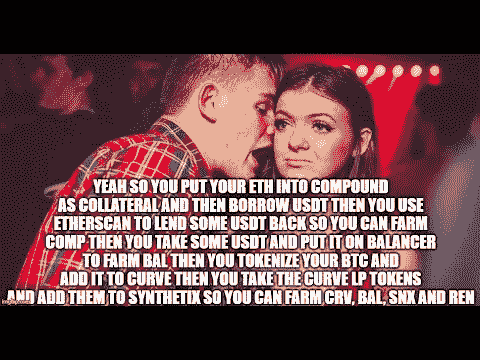 YEAH SO YOU PUT YOUR ETH INTO COMPOUND
AS COLLATERAL AND THEN BORROW USDT THEN YOU USE
ETHERSCAN TO LEND SOME USDT BACK SO YOU CAN FARM
COMP THEN YOU TAKE SOME USDT AND PUT IT ON BALANCER
TO FARM BAL THEN YOU TOKENIZE YOUR BTC AND
ADD IT TO CURVE THEN YOU TAKE THE CURVE LP TOKENS
AND ADD THEM TO SYNTHETIX SO YOU CAN FARM CRV, BAL, SNX AND REN